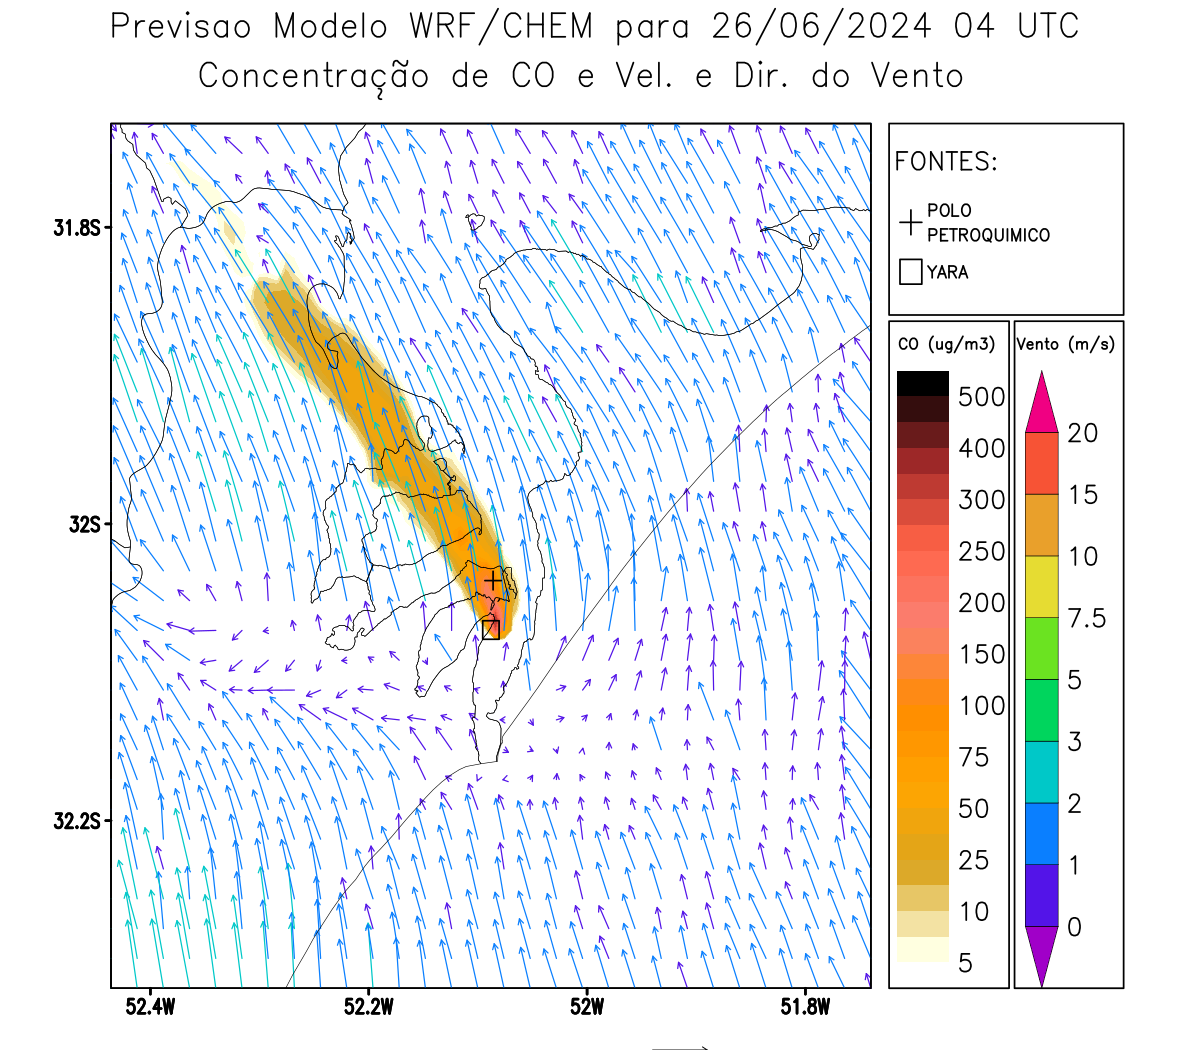 Previsao Modelo WRF/CHEM para 26/06/2024 04 UTC
Concentração de CO e Vel. e Dir. do Vento
FONTES:
POLO
PETROQUIMICO
YARA
CO (ug/m3)
500
400
300
250
200
150
100
75
50
25
10
5
Vento (m/s)
20
15
10
7.5
5
3
2
1
0
31.8S
32S
32.2S
52.4W
52.2W
52W
51.8W